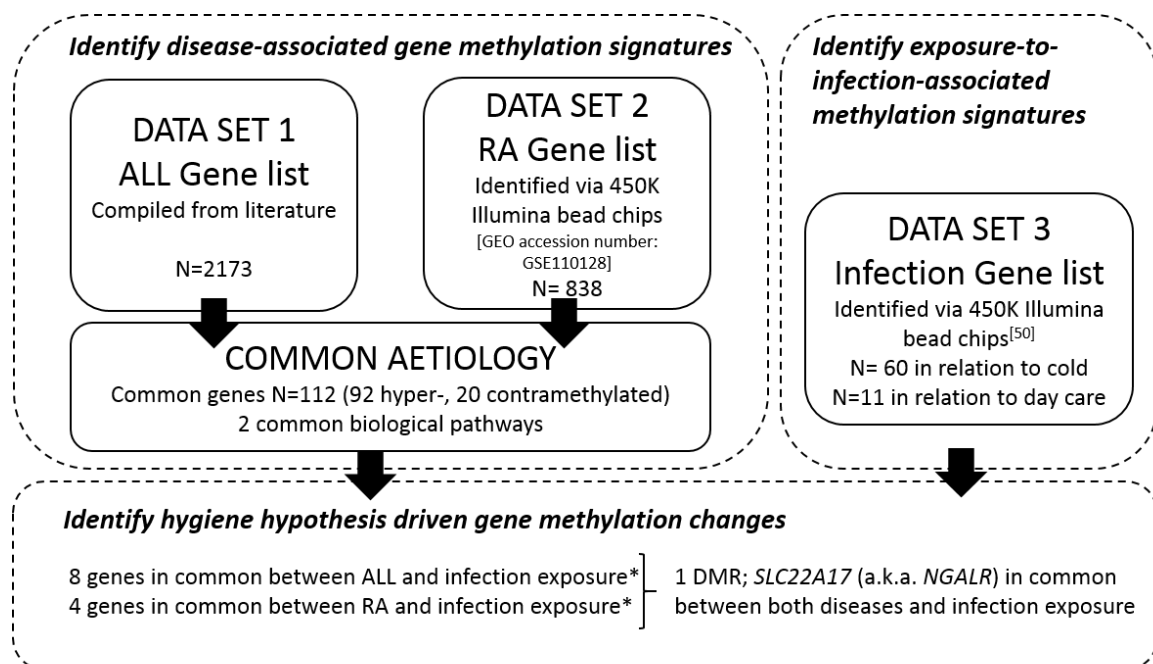 Identify disease-associated gene methylation signatures
DATA SET 1
ALL Gene list
Compiled from literature
N=2173
DATA SET 2
RA Gene list
Identified via 450K
Illumina bead chips
[GEO accession number:
GSE110128]
N= 838
COMMON AETIOLOGY
Common genes N=112 (92 hyper-, 20 contramethylated)
2 common biological pathways
Identify exposure-to-
infection-associated
methylation signatures
DATA SET 3
Infection Gene list
Identified via 450K Illumina
bead chips[50]
N= 60 in relation to cold
N=11 in relation to day care
Identify hygiene hypothesis driven gene methylation changes
8 genes in common between ALL and infection exposure*
4 genes in common between RA and infection exposure*
1 DMR; SLC22A17 (a.k.a. NGALR) in common
between both diseases and infection exposure